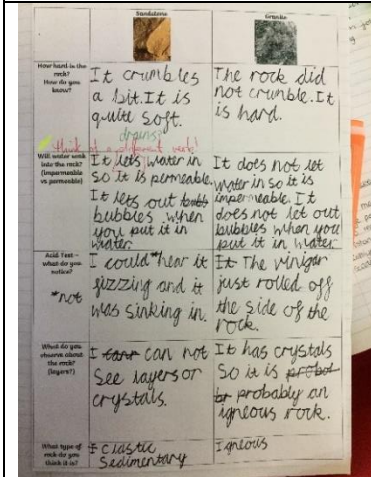 Sandstone
Granite
How hard is the rock?
How do you know?
It crumbles
a bit. It is
quite soft.
The rock did
not crumble. It
is hard.
drains?
think of a different verb!
Will water soak into the rock?
(impermeable vs permeable)
It lets water in
so it is permeable.
It lets out
bubbles when
you put it in
water.
It does not let
water in so it is
impermeable. It
does not let out
bubbles when you
put it in water.
Acid Test -
what do you notice?
*not
I could *hear it
fizzing and it
was sinking in.
It The vinigar
just rolled off
the side of the
rock.
What do you observe about the rock?
(layers?)
I can not
see layers or
crystals.
It has crystals
so it is
probably an
igneous rock.
What type of rock do you think it is?
Clastic
Sedimentary
Igneous